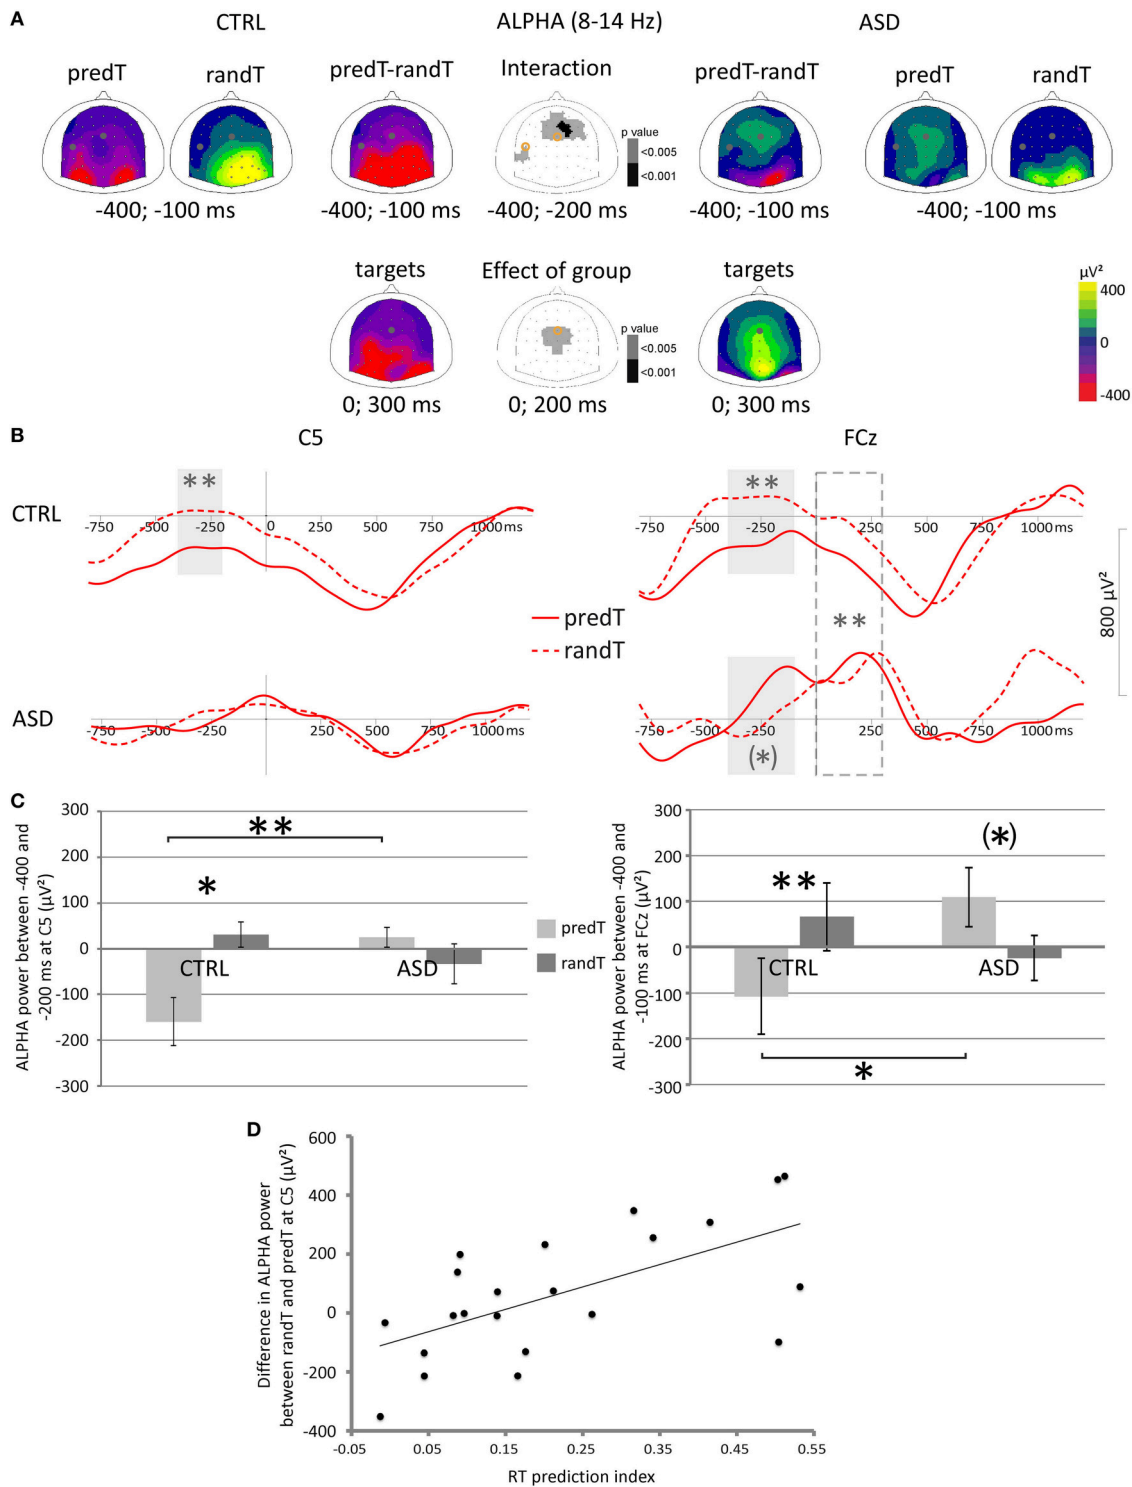 A
CTRL
ALPHA (8-14 Hz)
ASD
predT
randT
predT-randT
Interaction
predT-randT
predT
randT
p value
<0.005
<0.001
-400; -100 ms
-400; -100 ms
-400; -200 ms
-400; -100 ms
-400; -100 ms
targets
Effect of group
targets
p value
<0.005
<0.001
0; 300 ms
0; 200 ms
0; 300 ms
µV²
400
0
-400
B
C5
FCz
CTRL
**
-750
-500
-250
0
250
500
750
1000ms
**
-750
-500
-250
0
250
500
750
1000ms
predT
randT
**
800 µV²
ASD
-750
-500
-250
0
250
500
750
1000ms
-750
-500
-250
0
250
500
750
1000ms
(*)
C
ALPHA power between -400 and
-200 ms at C5 (µV²)
300
200
100
0
-100
-200
-300
**
*
CTRL
ASD
predT
randT
ALPHA power between -400 and
-100 ms at FCz (µV²)
300
200
100
0
-100
-200
-300
**
(*)
CTRL
ASD
*
D
Difference in ALPHA power
between randT and predT at C5 (µV²)
600
400
200
0
-200
-400
-0.05
0.05
0.15
0.25
0.35
0.45
0.55
RT prediction index